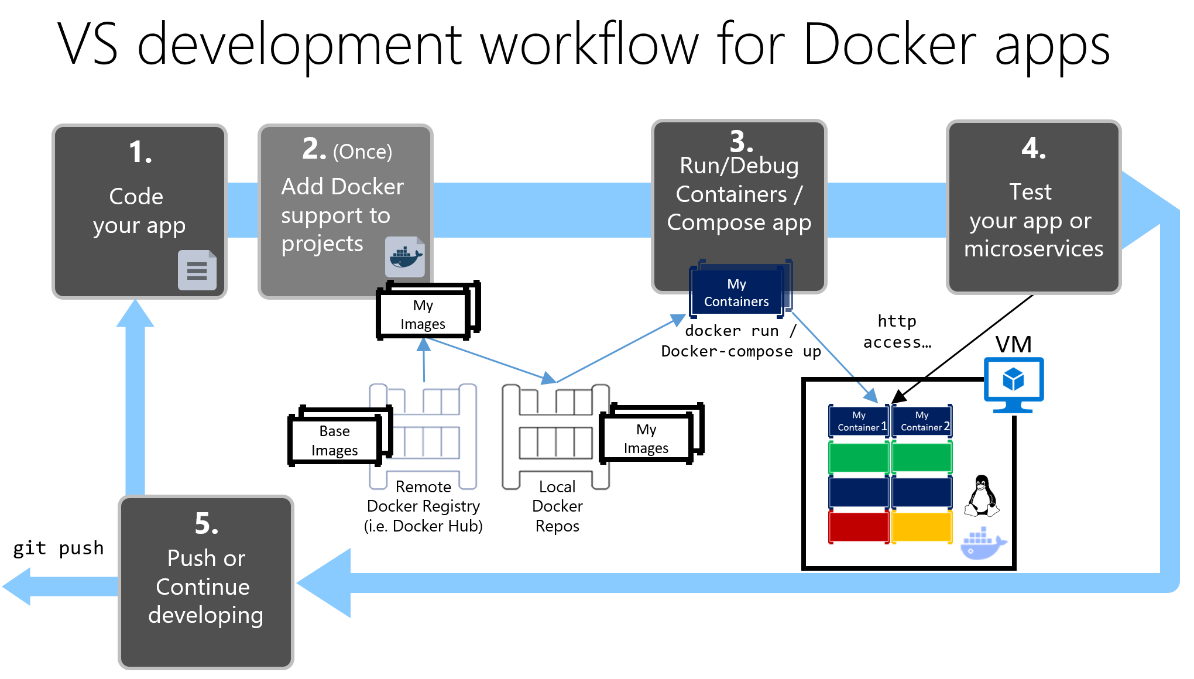 VS development workflow for Docker apps
1.
Code
your app
2. (Once)
Add Docker
support to
projects
3.
Run/Debug
Containers /
Compose app
4.
Test
your app or
microservices
My
Images
My
Containers
docker run /
Docker-compose up
http
access…
VM
Base
Images
Remote
Docker Registry
(i.e. Docker Hub)
My
Images
Local
Docker
Repos
My
Container 1
My
Container 2
5.
Push or
Continue
developing
git push